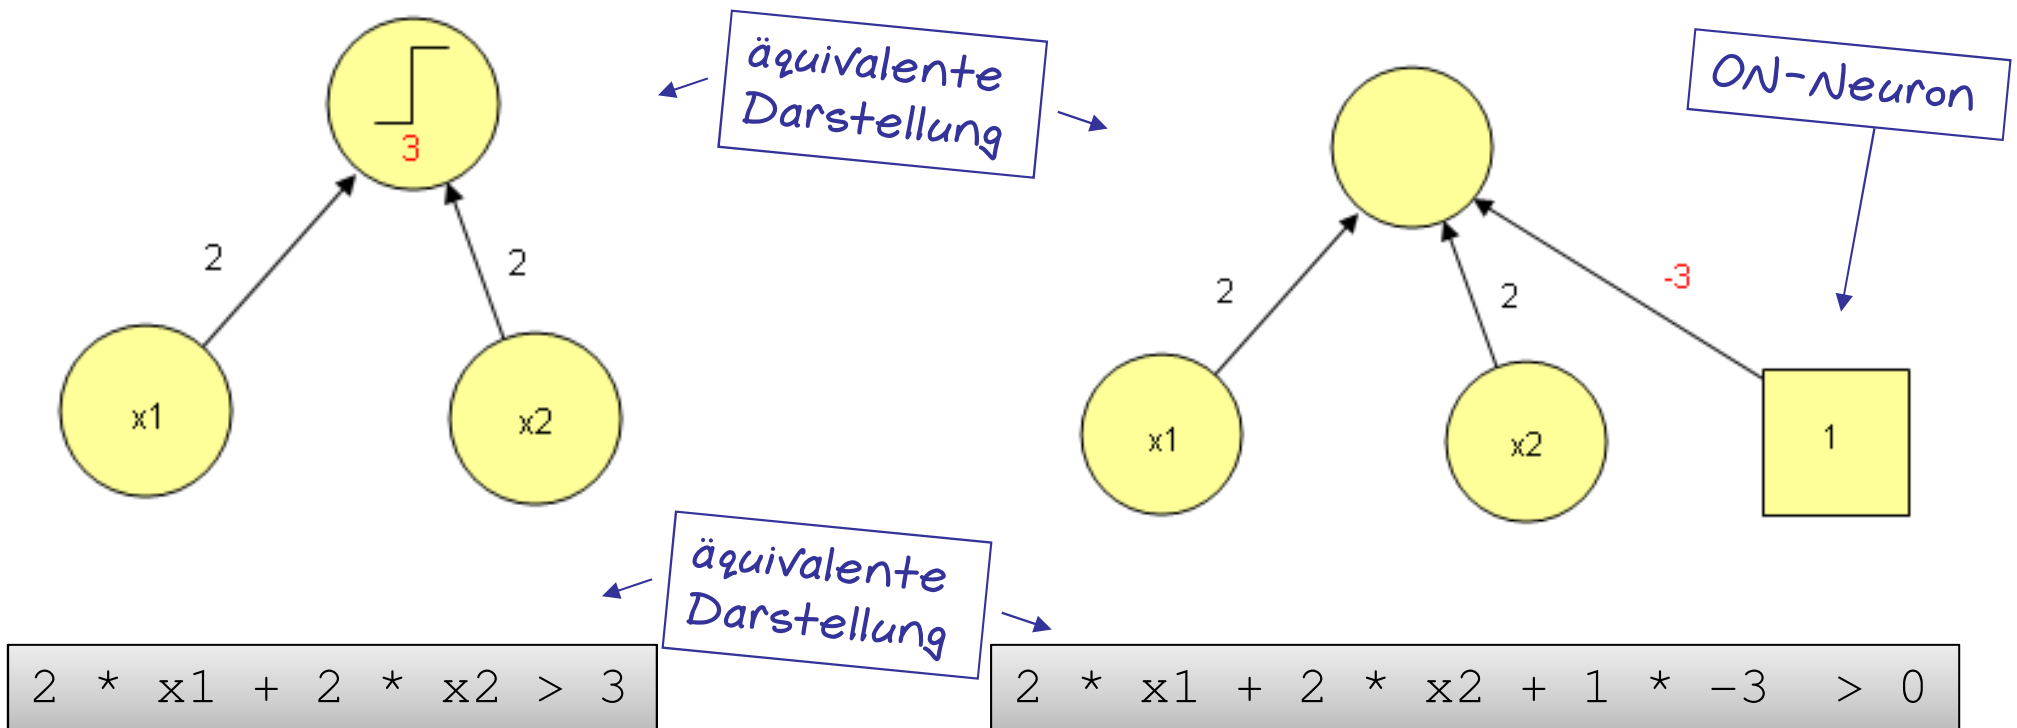 3
2
2
x1
x2
äquivalente
Darstellung
ON-Neuron
2
2
-3
x1
x2
1
äquivalente
Darstellung
2 * x1 + 2 * x2 > 3
2 * x1 + 2 * x2 + 1 * -3 > 0